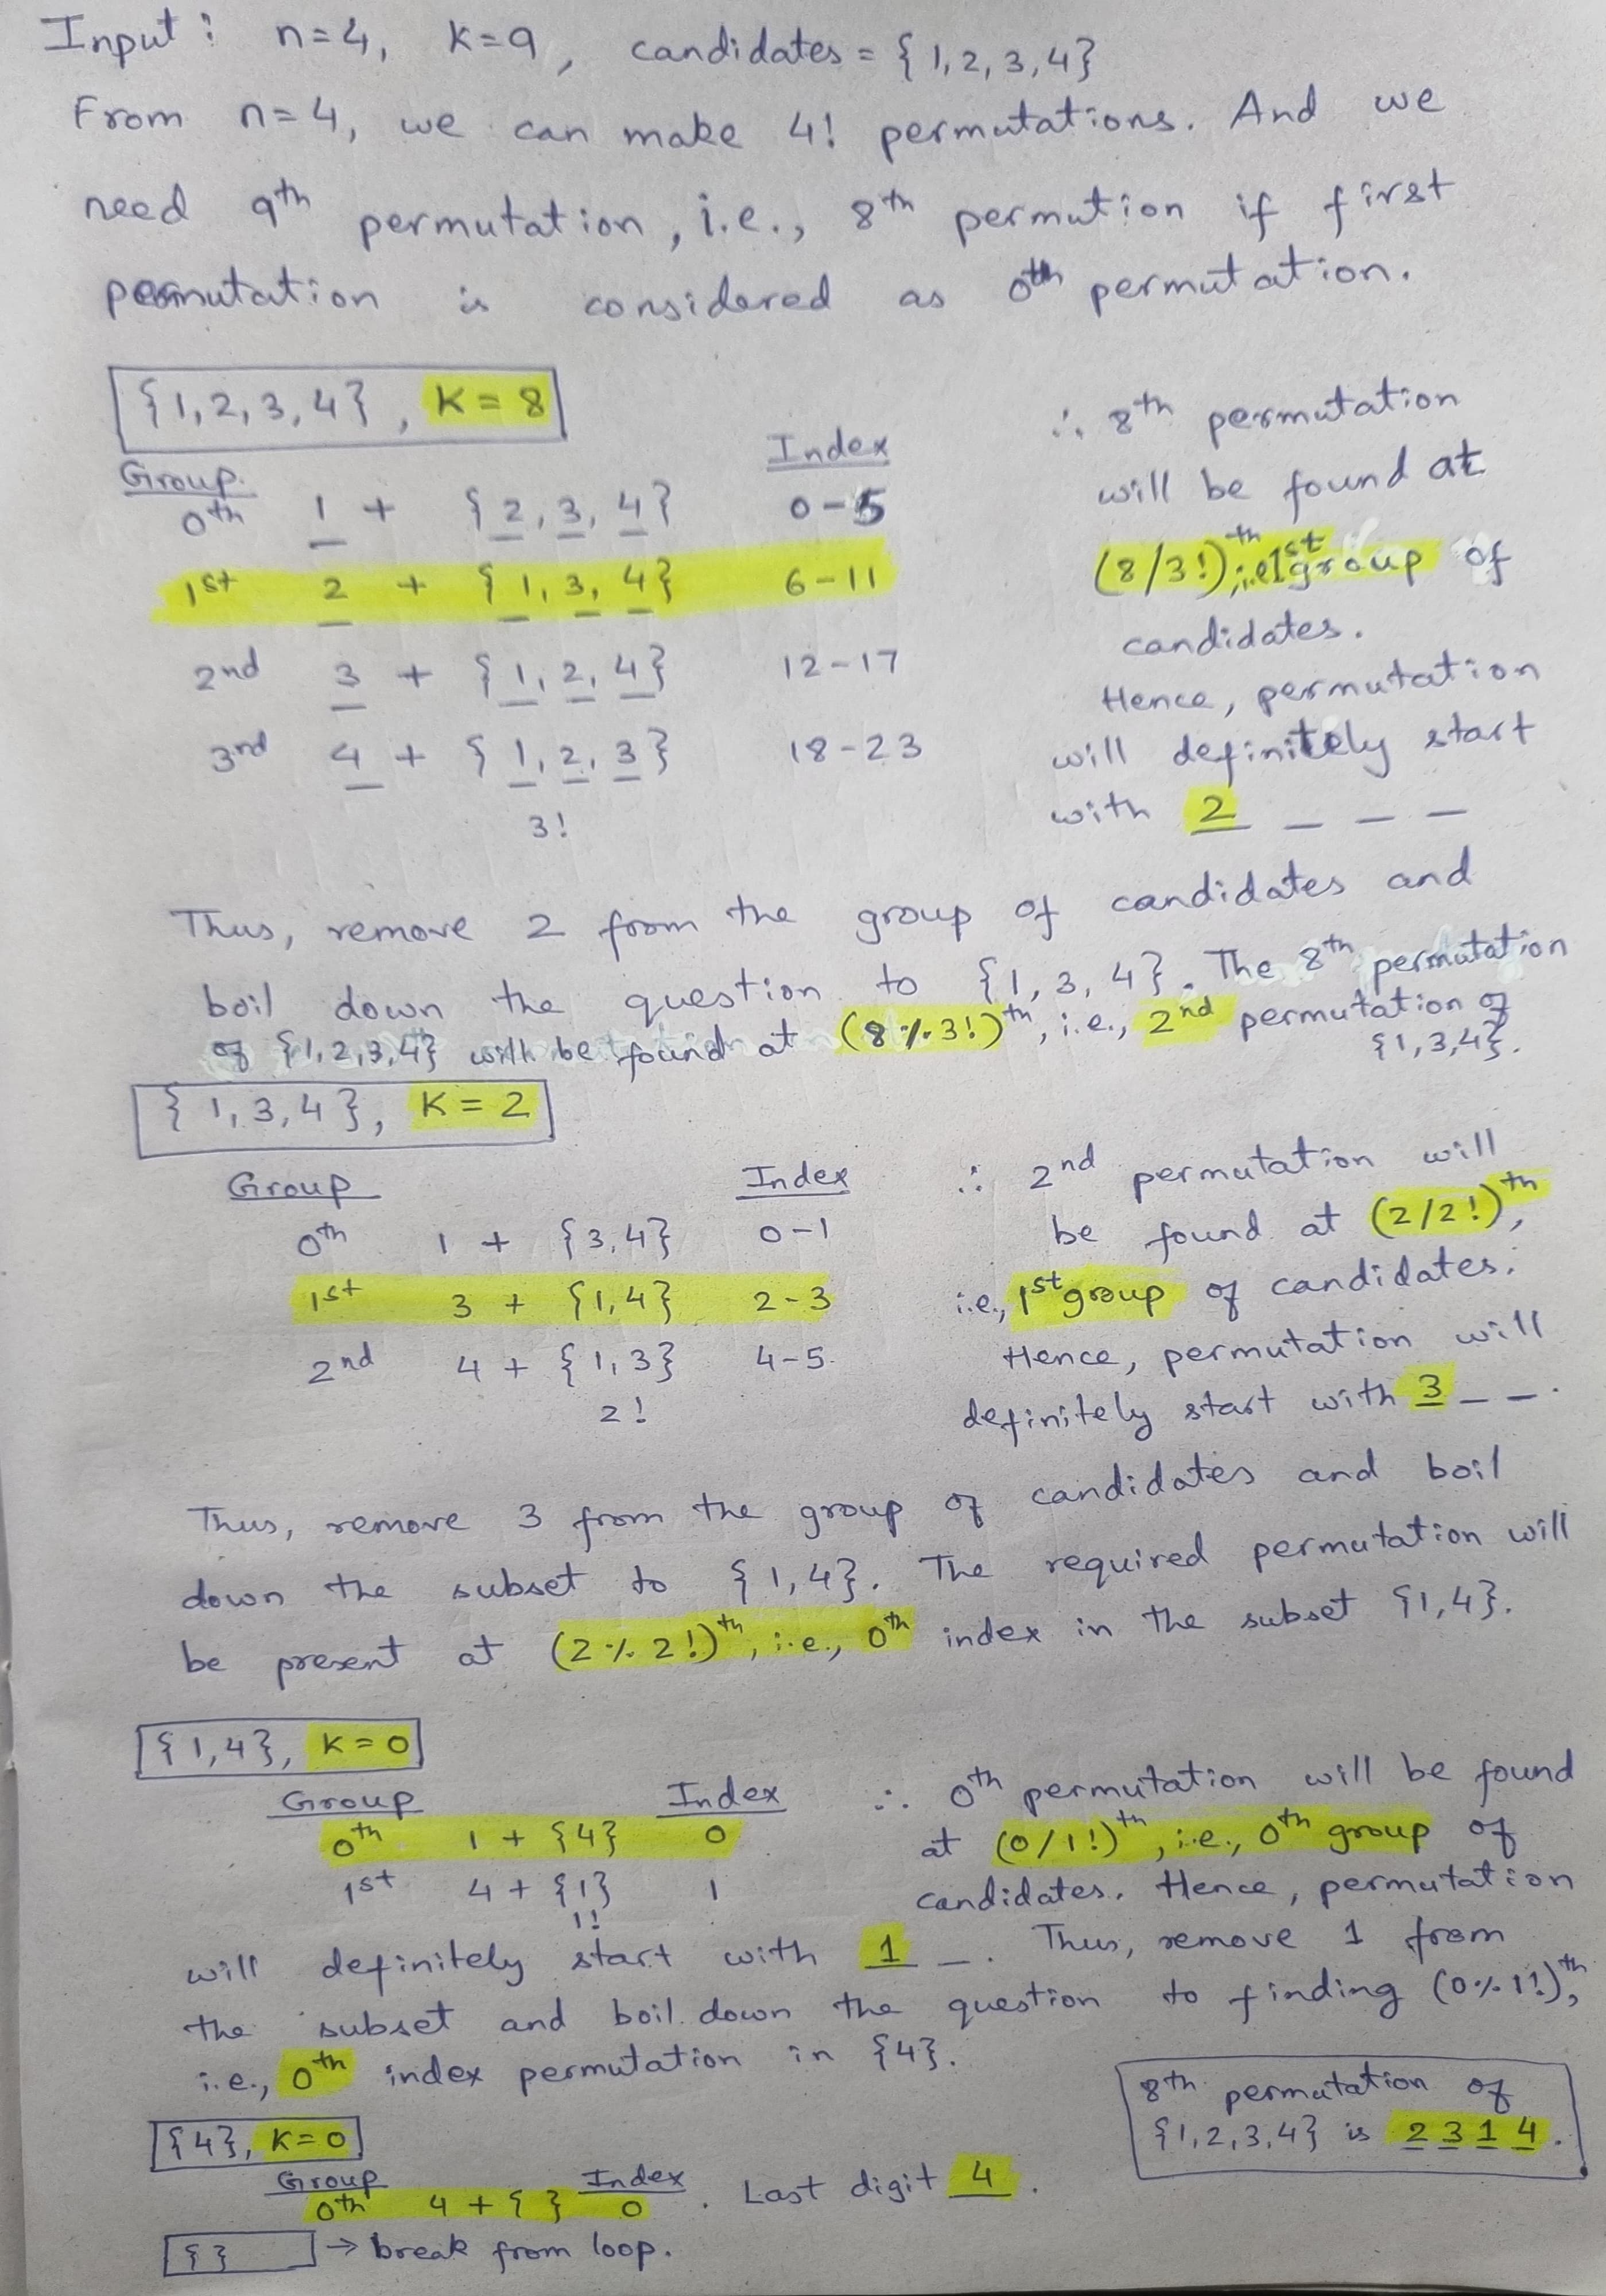 Input: n=4, K=9, candidates = {1,2,3,4}
From n=4, we can make 4! permutations. And we
need 9th permutation, i.e., 8th permution if first
permutation is considered as 0th permutation.
{1,2,3,4}, K=8
Group Index
0th 1 + {2,3,4} 0-5
1st 2 + {1,3,4} 6-11
2nd 3 + {1,2,4} 12-17
3nd 4 + {1,2,3} 18-23
3!
∴ 8th permutation
will be found at
(8/3!)th, i.e 1st group of
candidates.
Hence, permutation
will definitely start
with 2 _ _ _
Thus, remove 2 from the group of candidates and
boil down the question to {1,3,4}. The 8th permutation
of {1,2,3,4} will be found at (8%3!)th, i.e., 2nd permutation of
{1,3,4}.
{1,3,4}, K=2
Group Index
0th 1 + {3,4} 0-1
1st 3 + {1,4} 2-3
2nd 4 + {1,3} 4-5
2!
∴ 2nd permutation will
be found at (2/2!)th,
i.e., 1st group of candidates.
Hence, permutation will
definitely start with 3 _ _.
Thus, remove 3 from the group of candidates and boil
down the subset to {1,4}. The required permutation will
be present at (2%2!)th, i.e., 0th index in the subset {1,4}.
{1,4}, K=0
Group Index
0th 1 + {4} 0
1st 4 + {1} 1
1!
∴ 0th permutation will be found
at (0/1!)th, i.e., 0th group of
candidates. Hence, permutation
will definitely start with 1 _. Thus, remove 1 from
the subset and boil down the question to finding (0%1!)th,
i.e., 0th index permutation in {4}.
{4}, K=0
Group Index
0th 4 + { } 0 . Last digit 4.
{} → break from loop.
8th permutation of
{1,2,3,4} is 2 3 1 4.